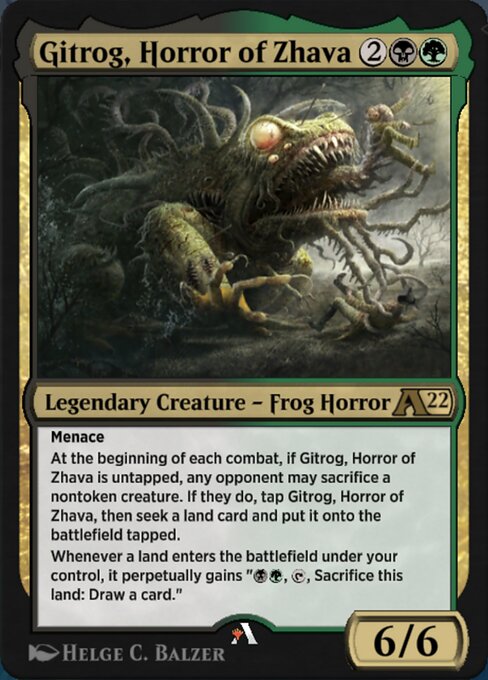 Gitrog, Horror of Zhava 2
Legendary Creature – Frog Horror A22
Menace
At the beginning of each combat, if Gitrog, Horror of
Zhava is untapped, any opponent may sacrifice a
nontoken creature. If they do, tap Gitrog, Horror of
Zhava, then seek a land card and put it onto the
battlefield tapped.
Whenever a land enters the battlefield under your
control, it perpetually gains ", , Sacrifice this
land: Draw a card."
6/6
Helge C. Balzer